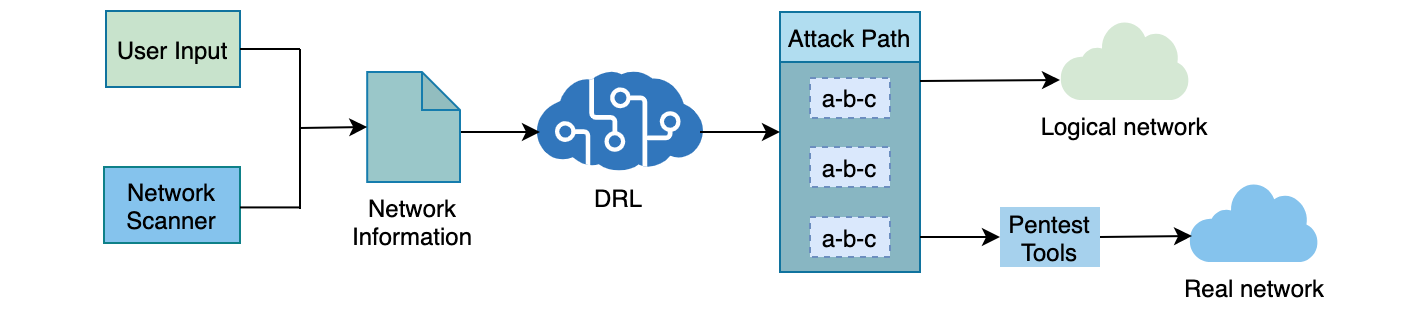 User Input
Network
Scanner
Network
Information
DRL
Attack Path
a-b-c
a-b-c
a-b-c
Logical network
Pentest
Tools
Real network